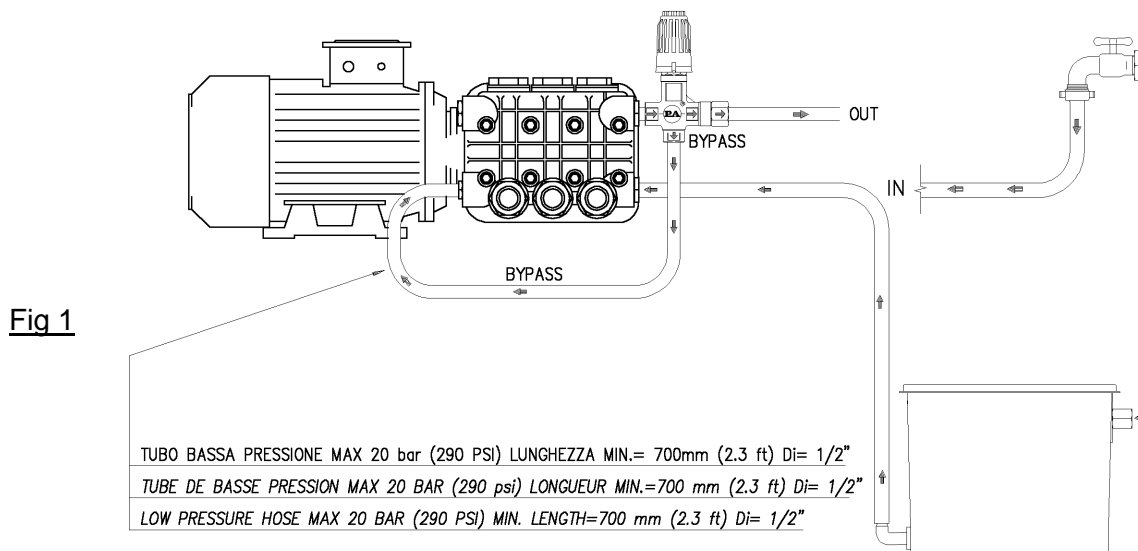 OUT
P.A
BYPASS
IN
BYPASS
Fig 1
TUBO BASSA PRESSIONE MAX 20 bar (290 PSI) LUNGHEZZA MIN.= 700mm (2.3 ft) Di= 1/2"
TUBE DE BASSE PRESSION MAX 20 BAR (290 psi) LONGUEUR MIN.=700 mm (2.3 ft) Di= 1/2"
LOW PRESSURE HOSE MAX 20 BAR (290 PSI) MIN. LENGTH=700 mm (2.3 ft) Di= 1/2"